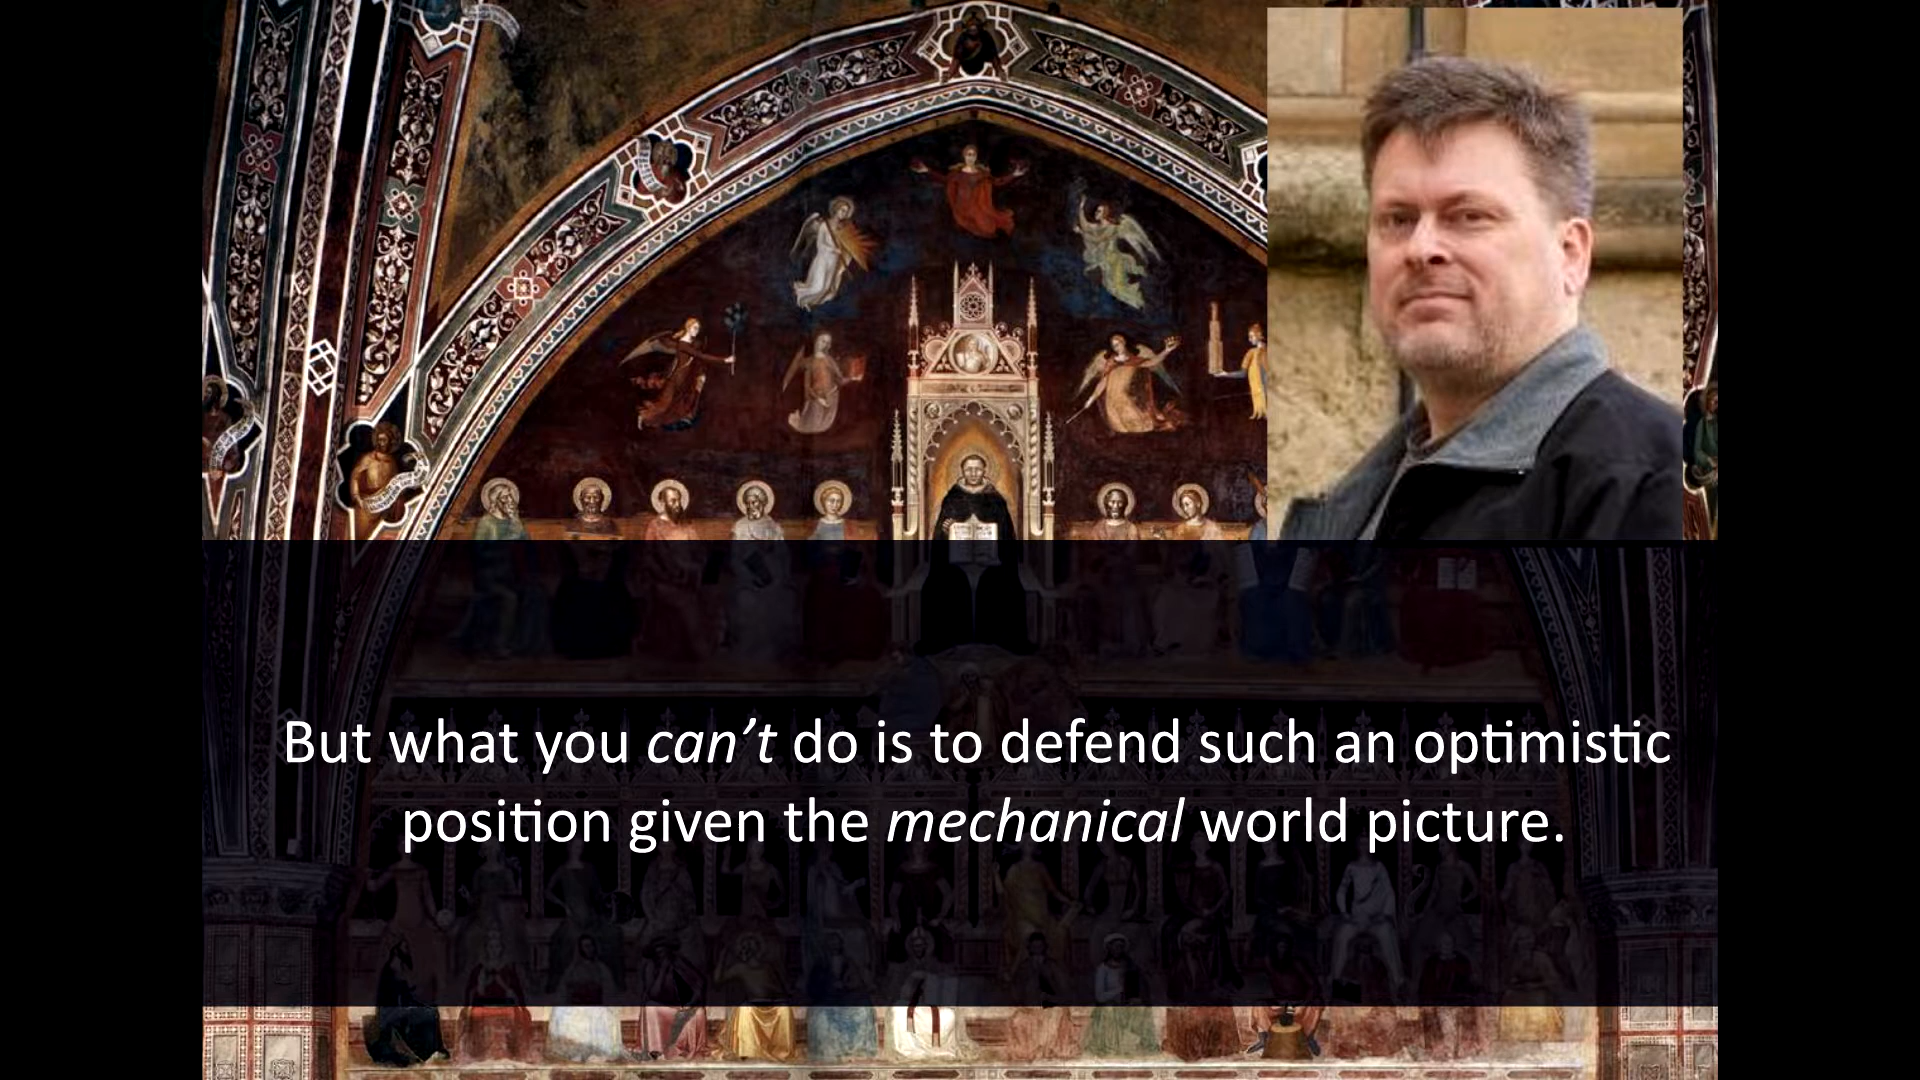 But what you can’t do is to defend such an optimistic
position given the mechanical world picture.